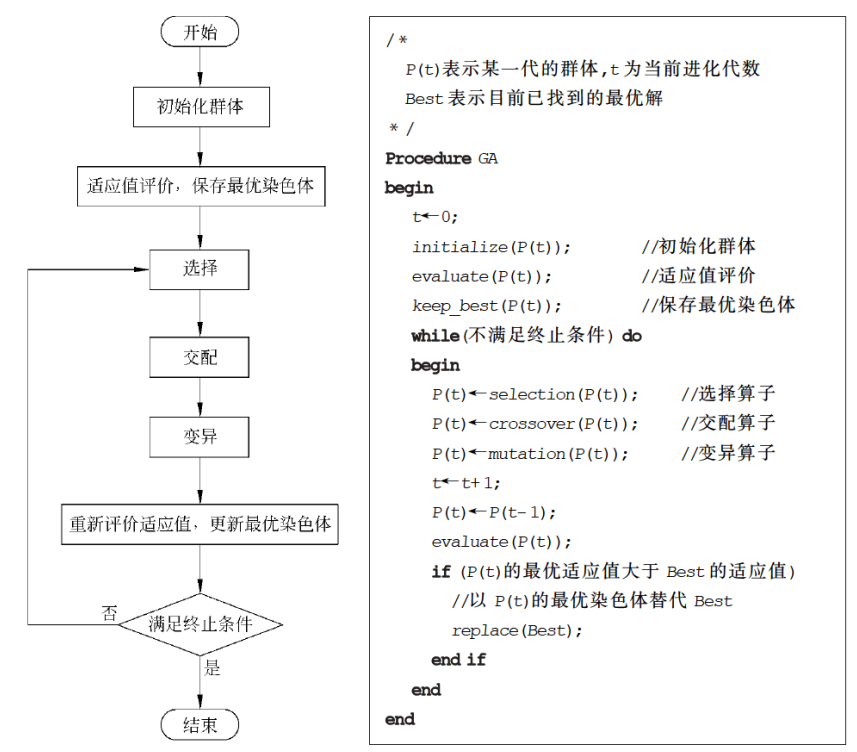 开始
初始化群体
适应值评价，保存最优染色体
选择
交配
变异
重新评价适应值，更新最优染色体
否
满足终止条件
是
结束
/*
P(t)表示某一代的群体,t为当前进化代数
Best表示目前已找到的最优解
*/
Procedure GA
begin
t←0;
initialize(P(t)); //初始化群体
evaluate(P(t)); //适应值评价
keep_best(P(t)); //保存最优染色体
while(不满足终止条件) do
begin
P(t)←selection(P(t)); //选择算子
P(t)←crossover(P(t)); //交配算子
P(t)←mutation(P(t)); //变异算子
t←t+1;
P(t)←P(t-1);
evaluate(P(t));
if (P(t)的最优适应值大于 Best的适应值)
//以 P(t)的最优染色体替代 Best
replace(Best);
end if
end
end